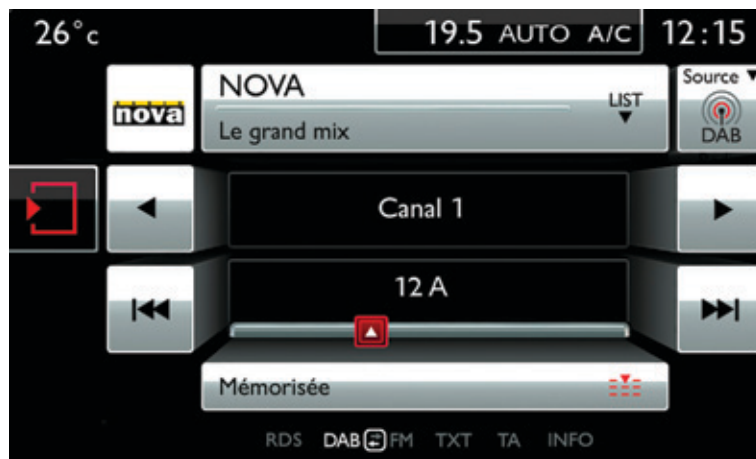 26°c
19.5 AUTO A/C
12:15
nova
NOVA
LIST
Le grand mix
Source
DAB
Canal 1
12 A
Mémorisée
RDS DAB FM TXT TA INFO